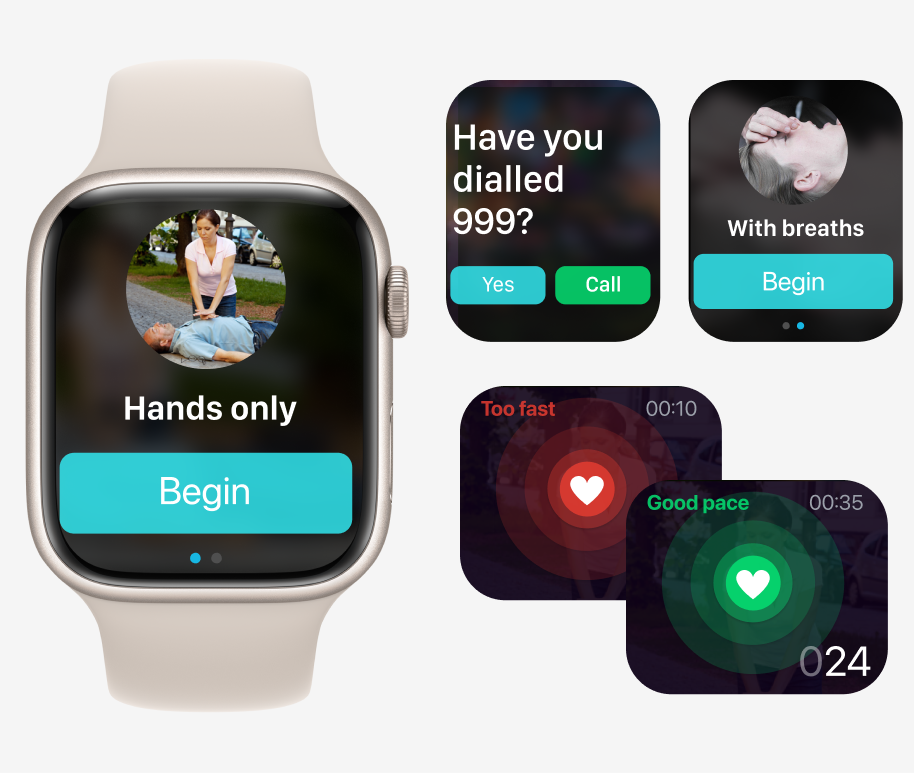 Hands only
Begin
Have you
dialled
999?
Yes
Call
With breaths
Begin
Too fast
00:10
Good pace
00:35
024